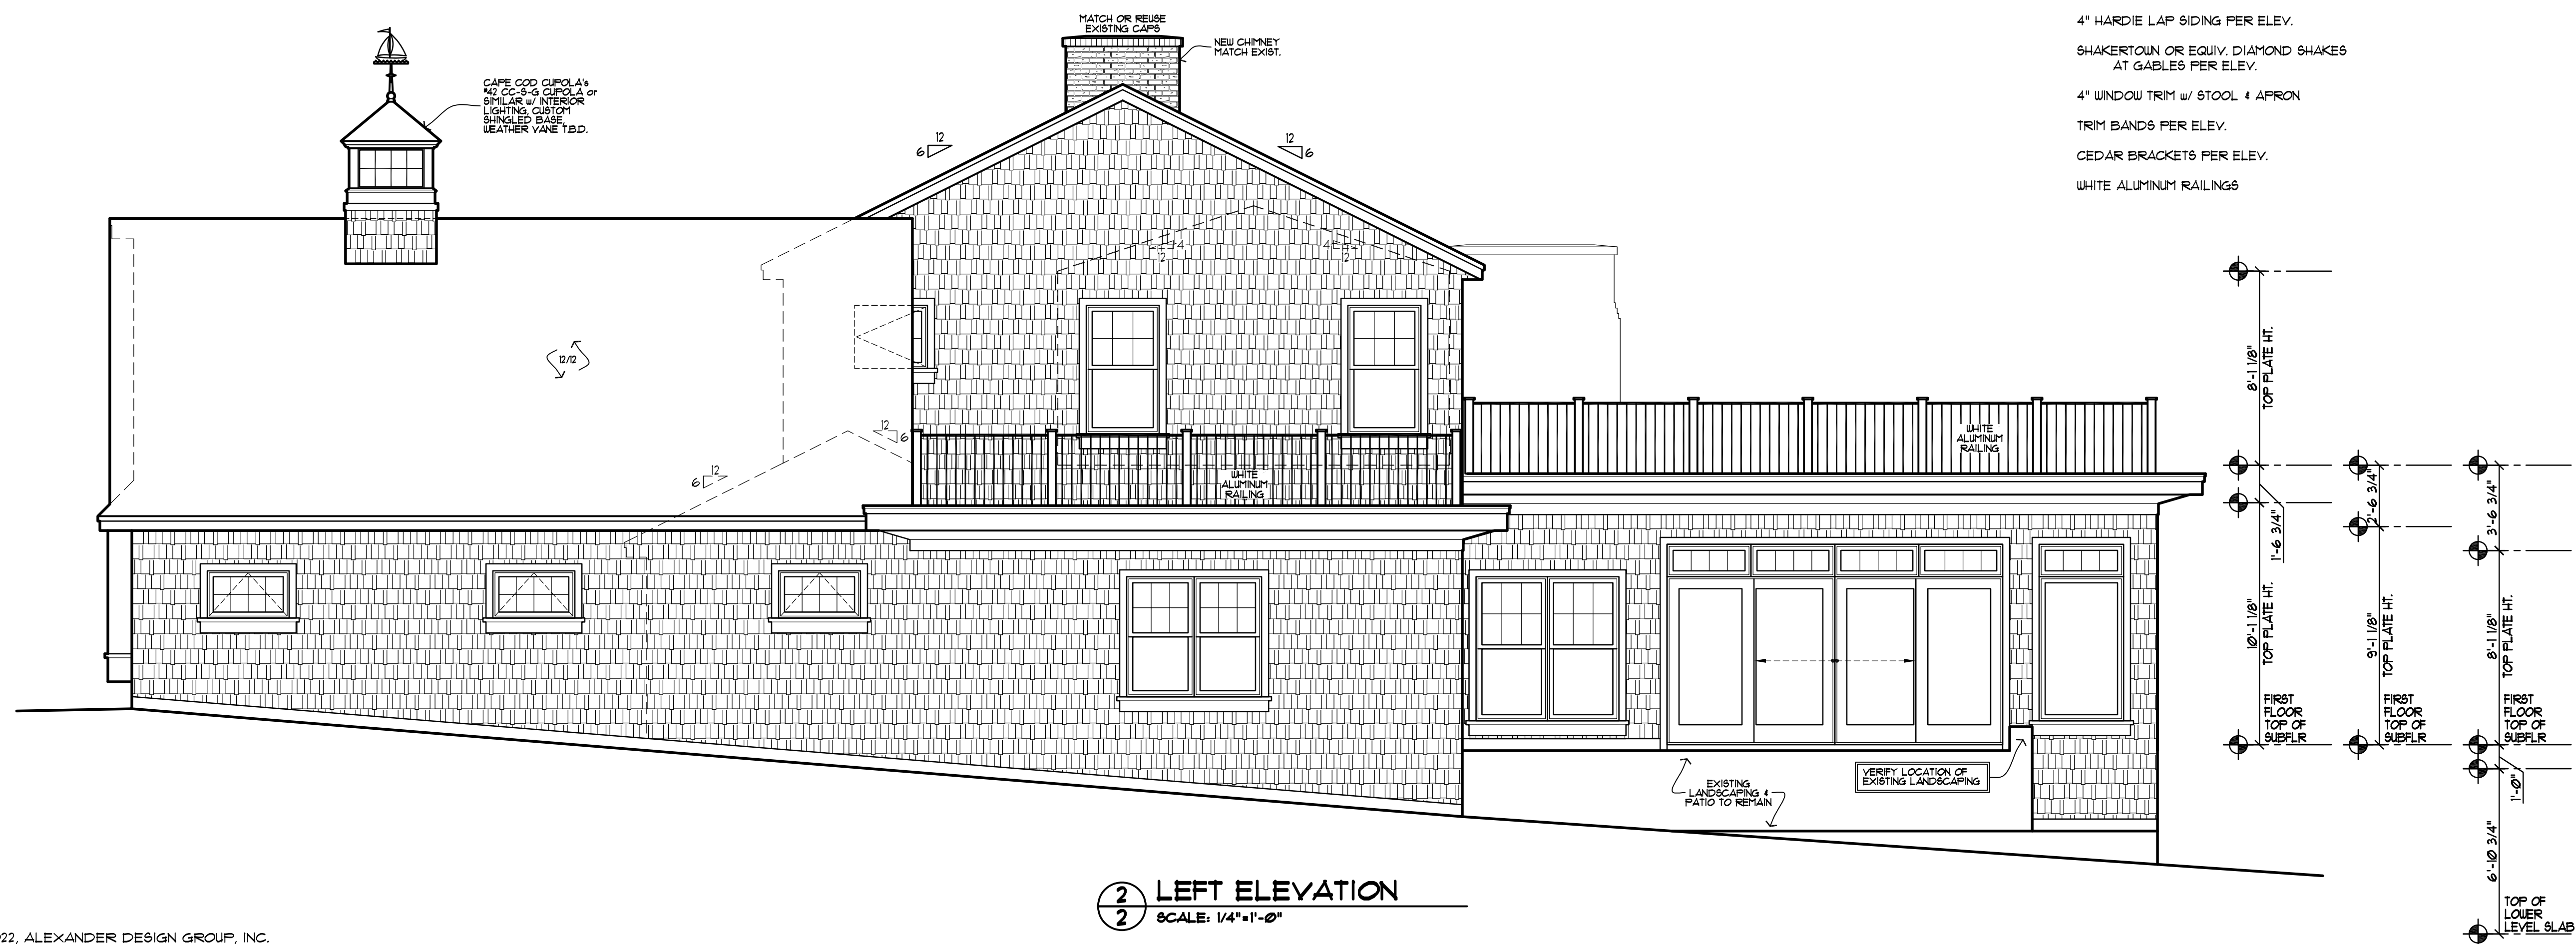 MATCH OR REUSE
EXISTING CAPS
NEW CHIMNEY
MATCH EXIST.
CAPE COD CUPOLA's
#42 CC-S-G CUPOLA or
SIMILAR w/ INTERIOR
LIGHTING, CUSTOM
SHINGLED BASE,
WEATHER VANE T.B.D.
4" HARDIE LAP SIDING PER ELEV.
SHAKERTOWN OR EQUIV. DIAMOND SHAKES
AT GABLES PER ELEV.
4" WINDOW TRIM w/ STOOL & APRON
TRIM BANDS PER ELEV.
CEDAR BRACKETS PER ELEV.
WHITE ALUMINUM RAILINGS
12
6
12
6
4
12
4
12
12/12
12
6
12
6
WHITE
ALUMINUM
RAILING
WHITE
ALUMINUM
RAILING
8'-1 1/8"
TOP PLATE HT.
1'-6 3/4"
10'-1 1/8"
TOP PLATE HT.
FIRST
FLOOR
TOP OF
SUBFLR
2'-6 3/4"
9'-1 1/8"
TOP PLATE HT.
FIRST
FLOOR
TOP OF
SUBFLR
3'-6 3/4"
8'-1 1/8"
TOP PLATE HT.
FIRST
FLOOR
TOP OF
SUBFLR
1'-0"
6'-10 3/4"
TOP OF
LOWER
LEVEL SLAB
EXISTING
LANDSCAPING &
PATIO TO REMAIN
VERIFY LOCATION OF
EXISTING LANDSCAPING
2
2
LEFT ELEVATION
SCALE: 1/4"=1'-0"
22, ALEXANDER DESIGN GROUP, INC.